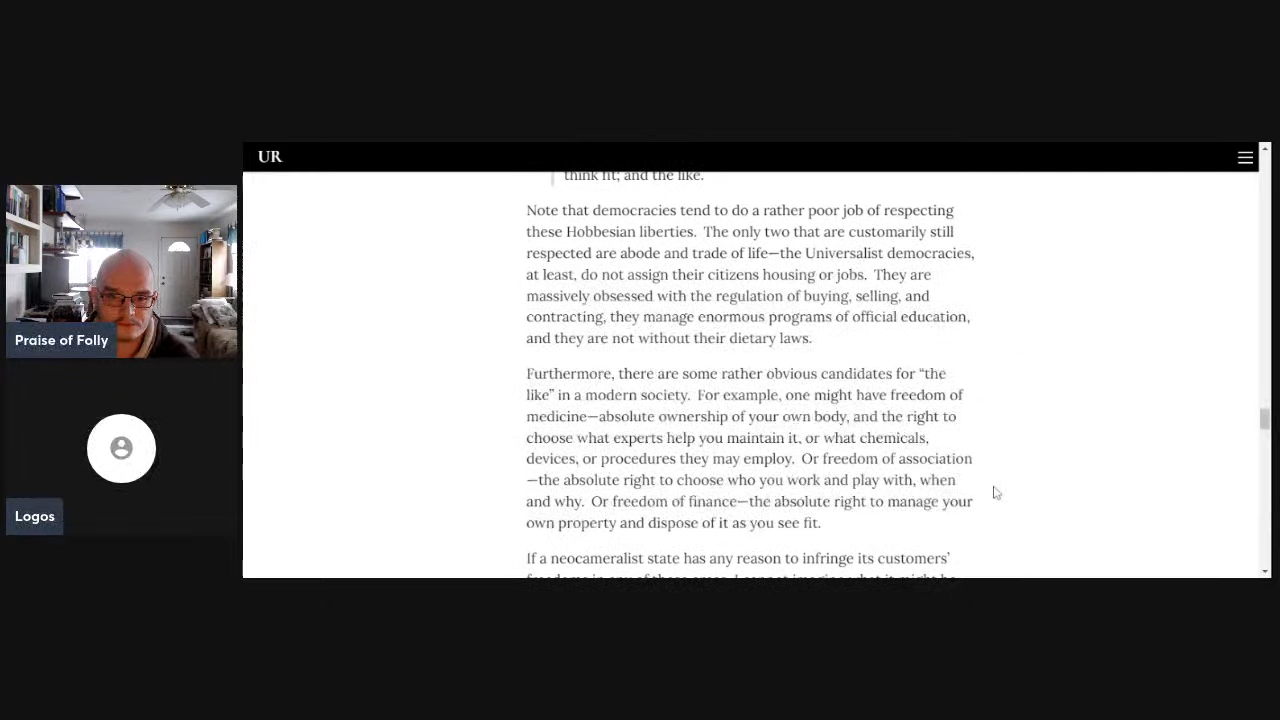 UR
think fit; and the like.
Note that democracies tend to do a rather poor job of respecting
these Hobbesian liberties. The only two that are customarily still
respected are abode and trade of life—the Universalist democracies,
at least, do not assign their citizens housing or jobs. They are
massively obsessed with the regulation of buying, selling, and
contracting, they manage enormous programs of official education,
and they are not without their dietary laws.
Furthermore, there are some rather obvious candidates for “the
like” in a modern society. For example, one might have freedom of
medicine—absolute ownership of your own body, and the right to
choose what experts help you maintain it, or what chemicals,
devices, or procedures they may employ. Or freedom of association
—the absolute right to choose who you work and play with, when
and why. Or freedom of finance—the absolute right to manage your
own property and dispose of it as you see fit.
If a neocameralist state has any reason to infringe its customers’
Praise of Folly
Logos